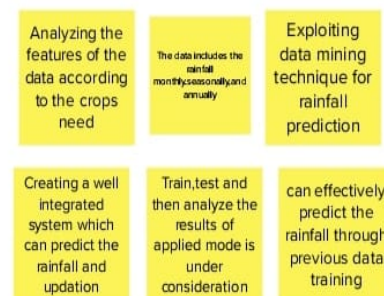 Analyzing the
features of the
data according
to the crops
need
The data includes the
rainfall
monthly,seasonally,and
annually
Exploiting
data mining
technique for
rainfall
prediction
Creating a well
integrated
system which
can predict the
rainfall and
updation
Train,test and
then analyze the
results of
applied mode is
under
consideration
can effectively
predict the
rainfall through
previous data
training